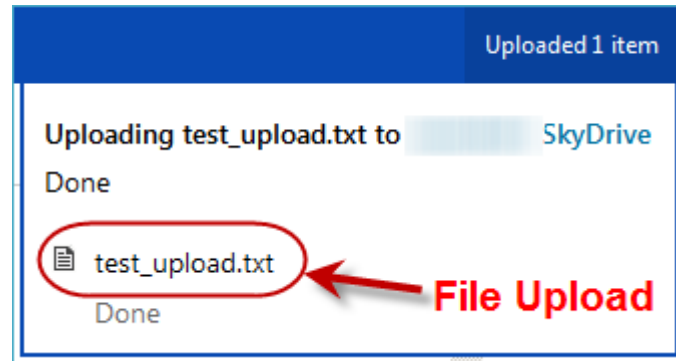 Uploaded 1 item
Uploading test_upload.txt to SkyDrive
Done
test_upload.txt
File Upload
Done